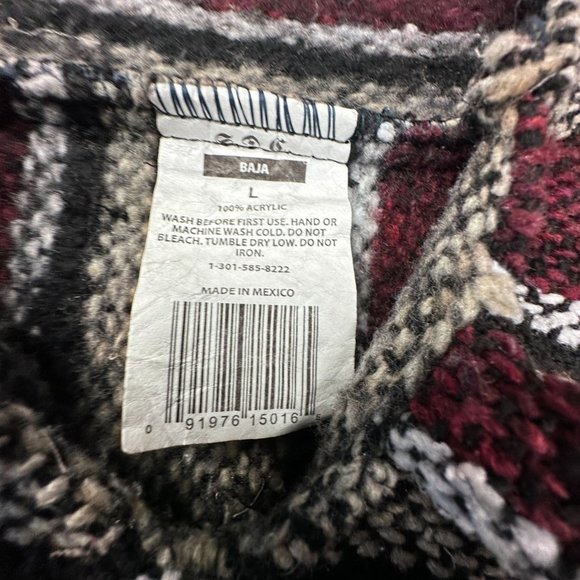 BAJA
L
100% ACRYLIC
WASH BEFORE FIRST USE. HAND OR
MACHINE WASH COLD. DO NOT
BLEACH. TUMBLE DRY LOW. DO NOT
IRON.
1-301-585-8222
MADE IN MEXICO
0 91976 15016